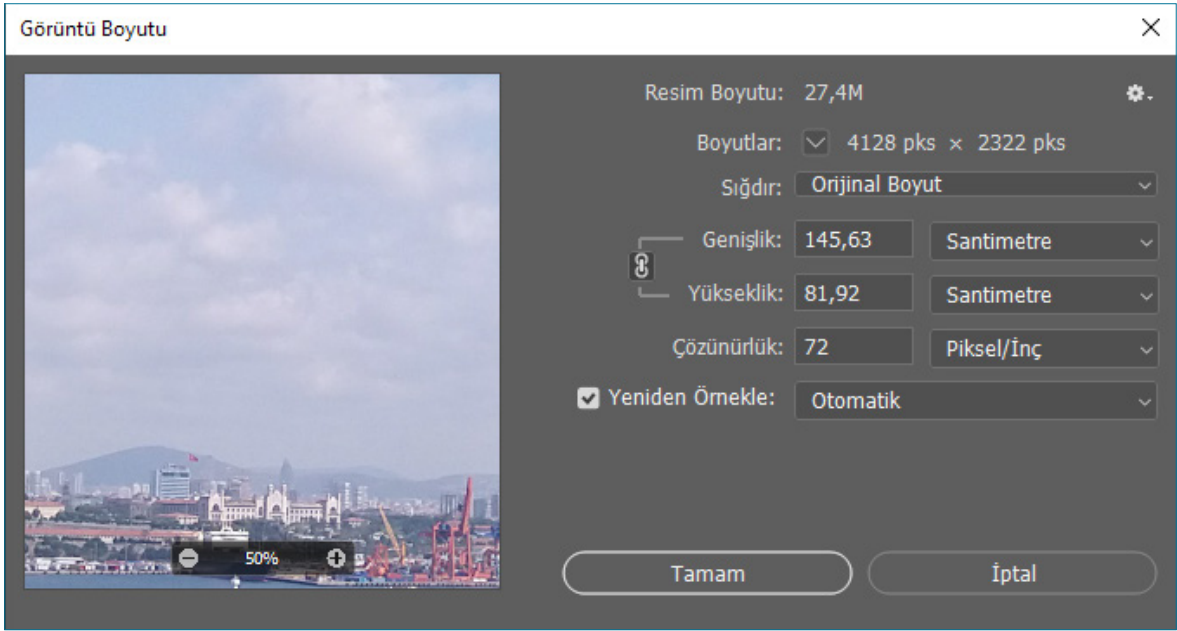 Görüntü Boyutu
Resim Boyutu: 27,4M
Boyutlar: 4128 pks × 2322 pks
Sığdır: Orijinal Boyut
Genişlik: 145,63 Santimetre
Yükseklik: 81,92 Santimetre
Çözünürlük: 72 Piksel/İnç
Yeniden Örnekle: Otomatik
50%
Tamam İptal